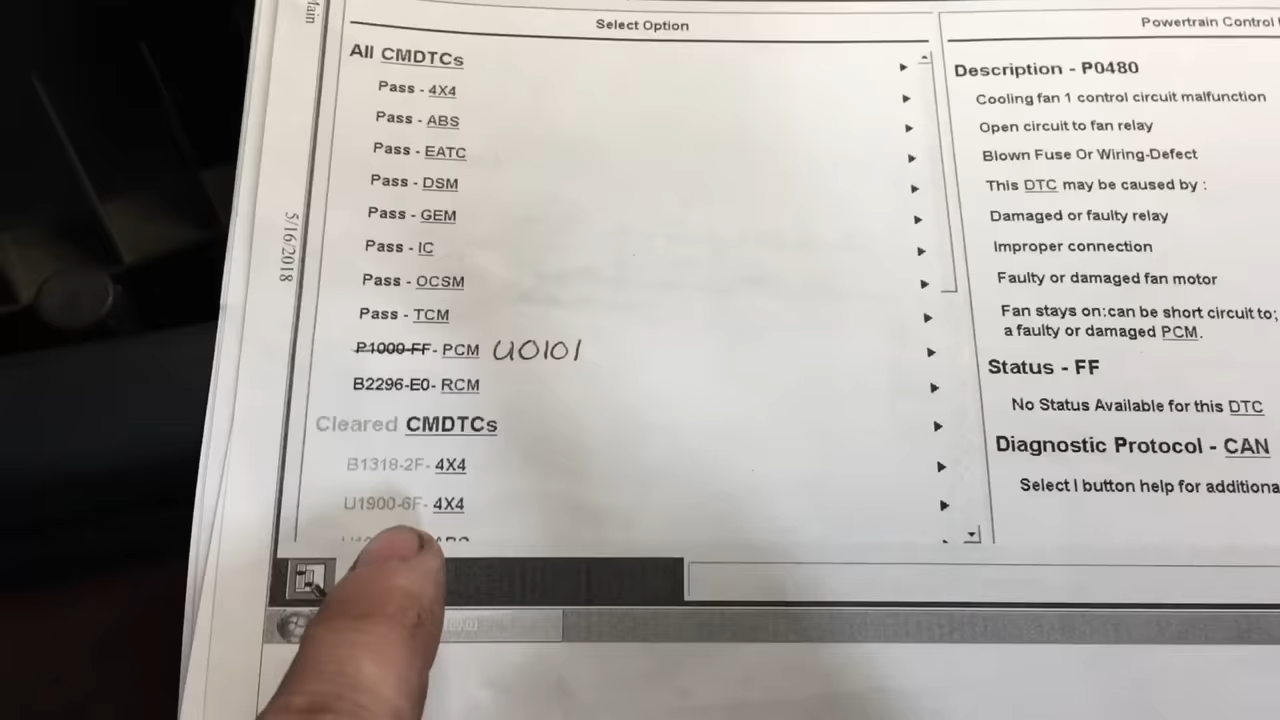 Main
5/16/2018
Select Option
All CMDTCs
Pass - 4X4
Pass - ABS
Pass - EATC
Pass - DSM
Pass - GEM
Pass - IC
Pass - OCSM
Pass - TCM
P1000-FF- PCM U0101
B2296-E0- RCM
Cleared CMDTCs
B1318-2F- 4X4
U1900-6F- 4X4
Powertrain Control
Description - P0480
Cooling fan 1 control circuit malfunction
Open circuit to fan relay
Blown Fuse Or Wiring-Defect
This DTC may be caused by :
Damaged or faulty relay
Improper connection
Faulty or damaged fan motor
Fan stays on:can be short circuit to;
a faulty or damaged PCM.
Status - FF
No Status Available for this DTC
Diagnostic Protocol - CAN
Select I button help for additiona